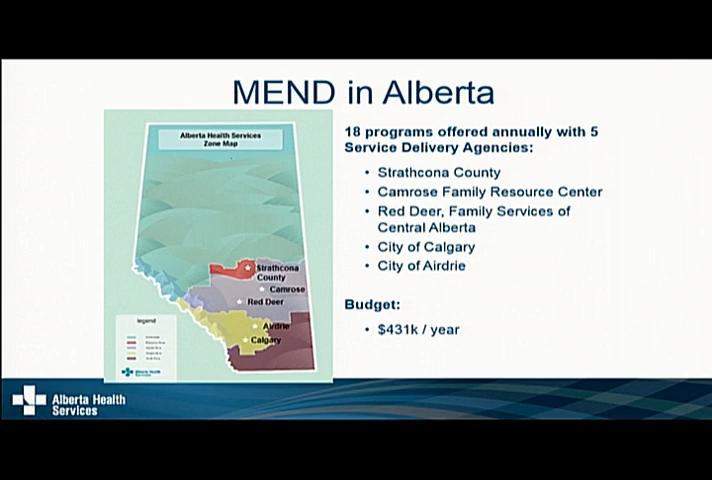 MEND in Alberta
Alberta Health Services
Zone Map
Strathcona
County
Camrose
Red Deer
Airdrie
Calgary
legend
18 programs offered annually with 5
Service Delivery Agencies:
• Strathcona County
• Camrose Family Resource Center
• Red Deer, Family Services of
Central Alberta
• City of Calgary
• City of Airdrie
Budget:
• $431k / year
Alberta Health
Services